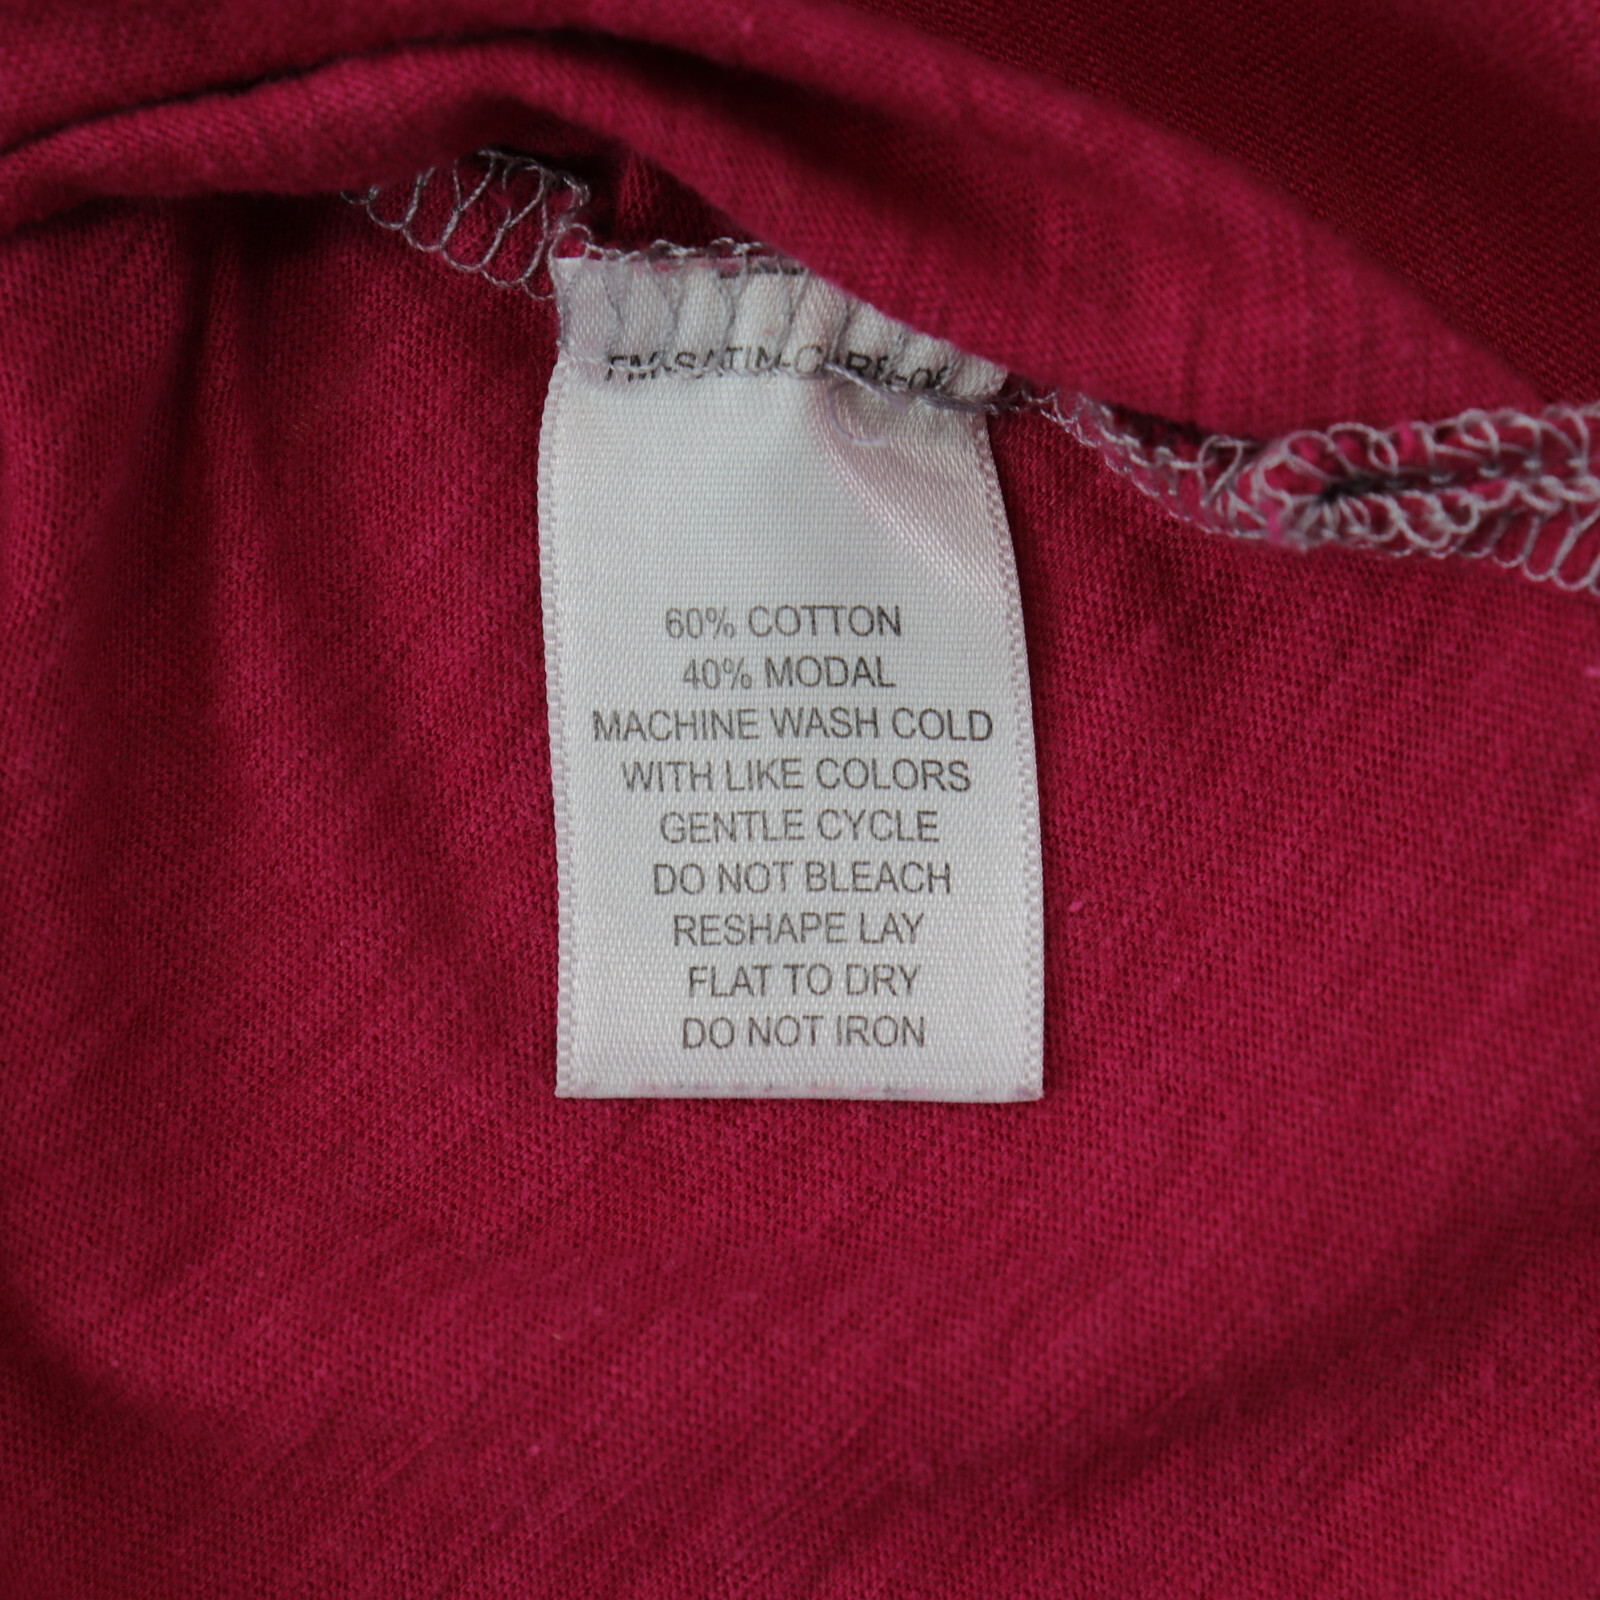 60% COTTON
40% MODAL
MACHINE WASH COLD
WITH LIKE COLORS
GENTLE CYCLE
DO NOT BLEACH
RESHAPE LAY
FLAT TO DRY
DO NOT IRON